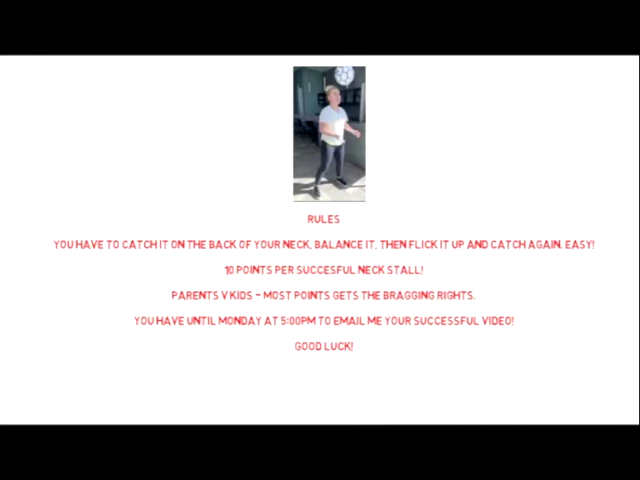 RULES
YOU HAVE TO CATCH IT ON THE BACK OF YOUR NECK, BALANCE IT, THEN FLICK IT UP AND CATCH AGAIN. EASY!
10 POINTS PER SUCCESFUL NECK STALL!
PARENTS V KIDS - MOST POINTS GETS THE BRAGGING RIGHTS.
YOU HAVE UNTIL MONDAY AT 5:00PM TO EMAIL ME YOUR SUCCESSFUL VIDEO!
GOOD LUCK!